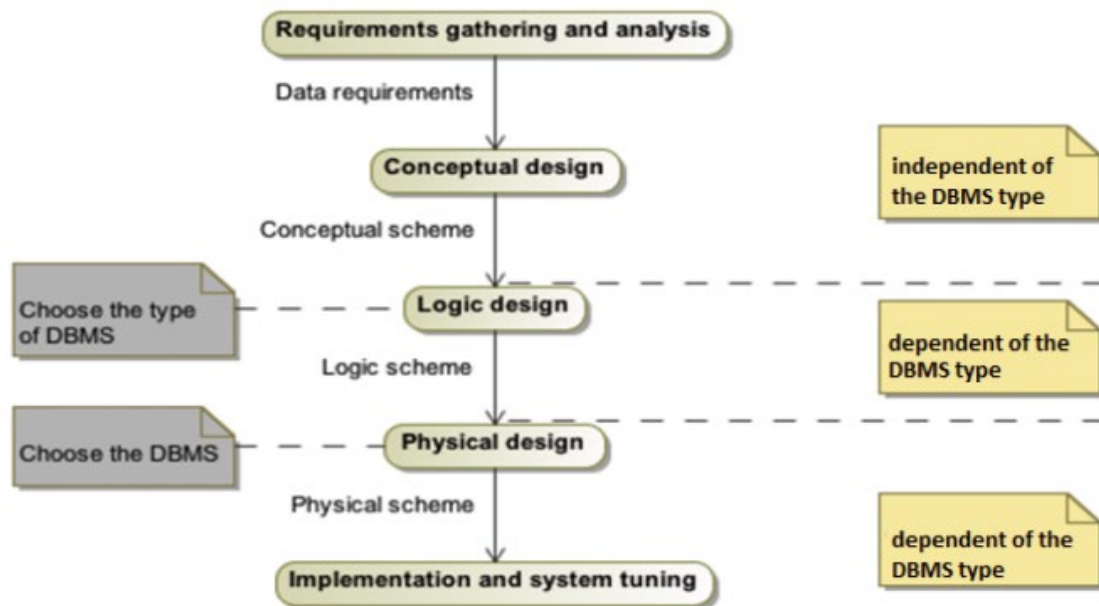 Requirements gathering and analysis
Data requirements
Conceptual design
independent of
the DBMS type
Conceptual scheme
Choose the type
of DBMS
Logic design
dependent of the
DBMS type
Logic scheme
Choose the DBMS
Physical design
Physical scheme
dependent of the
DBMS type
Implementation and system tuning